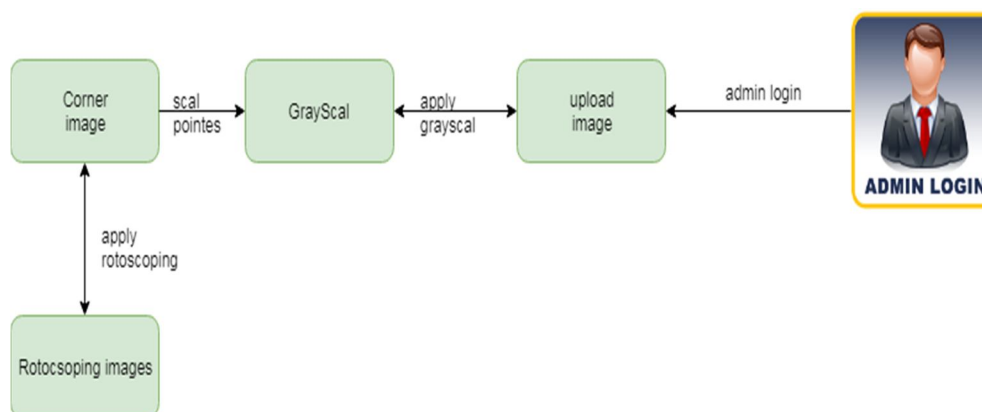 Corner
image
scal
pointes
GrayScal
apply
grayscal
upload
image
admin login
ADMIN LOGIN
apply
rotoscoping
Rotocsoping images